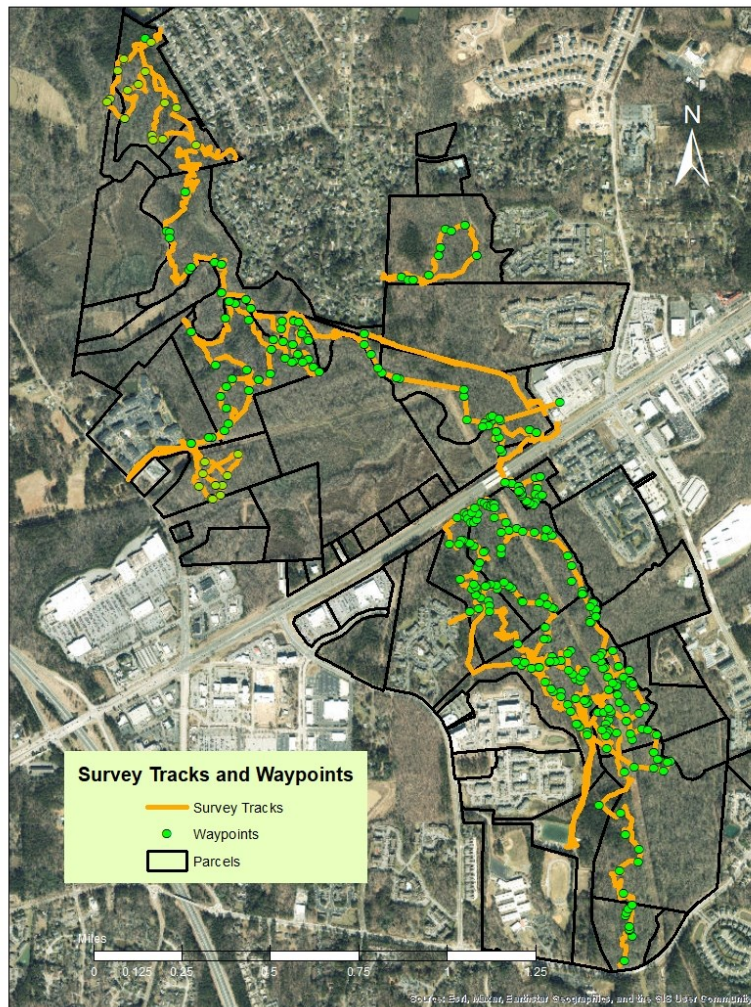 N
Survey Tracks and Waypoints
Survey Tracks
Waypoints
Parcels
Miles
0 0.125 0.25 0.5 0.75 1 1.25
Source: Esri, Maxar, Earthstar Geographics, and the GIS User Community